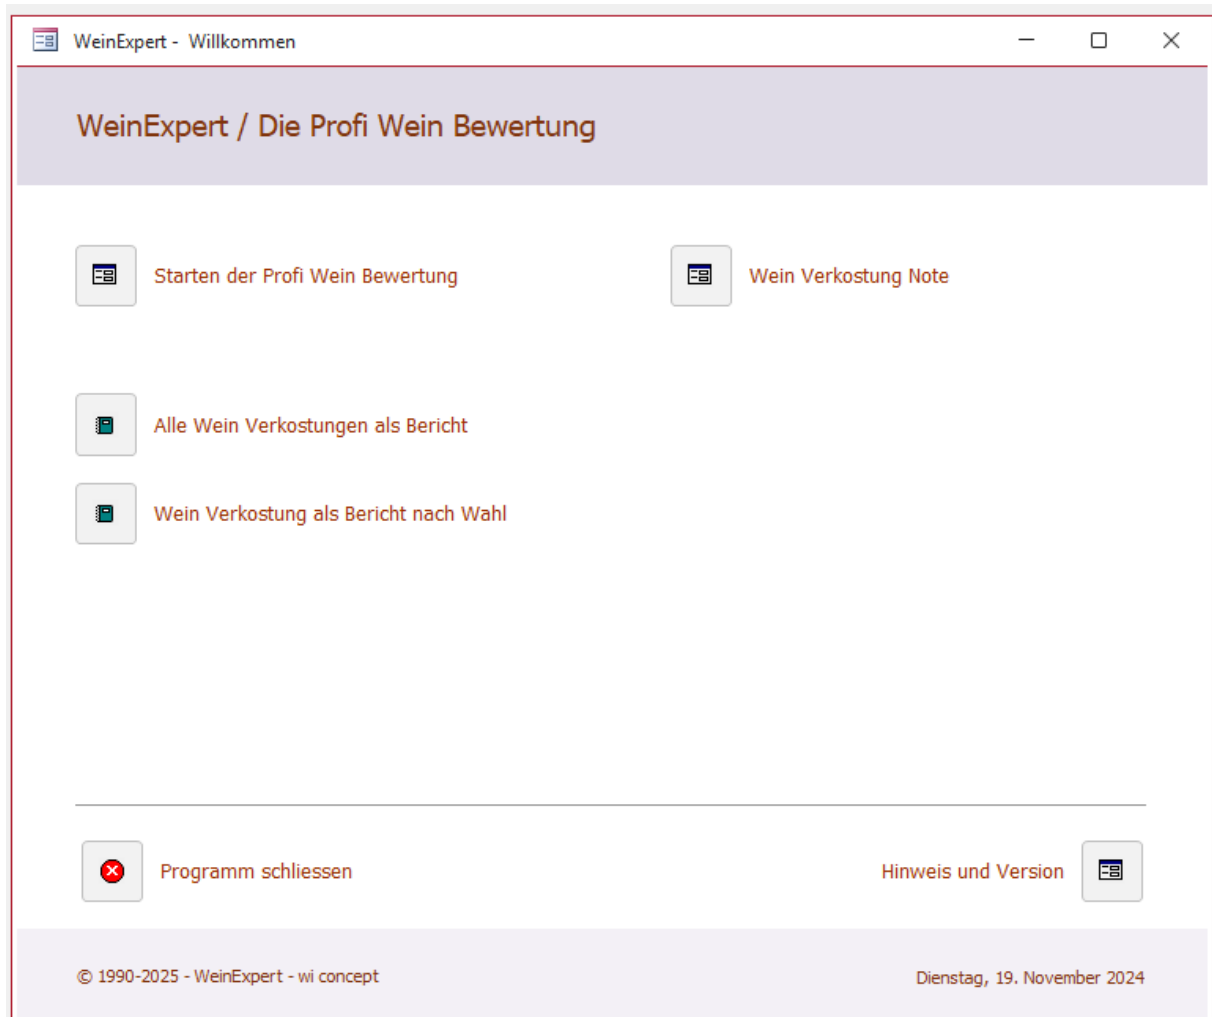 WeinExpert - Willkommen
WeinExpert / Die Profi Wein Bewertung
Starten der Profi Wein Bewertung
Wein Verkostung Note
Alle Wein Verkostungen als Bericht
Wein Verkostung als Bericht nach Wahl
Programm schliessen
Hinweis und Version
© 1990-2025 - WeinExpert - wi concept
Dienstag, 19. November 2024